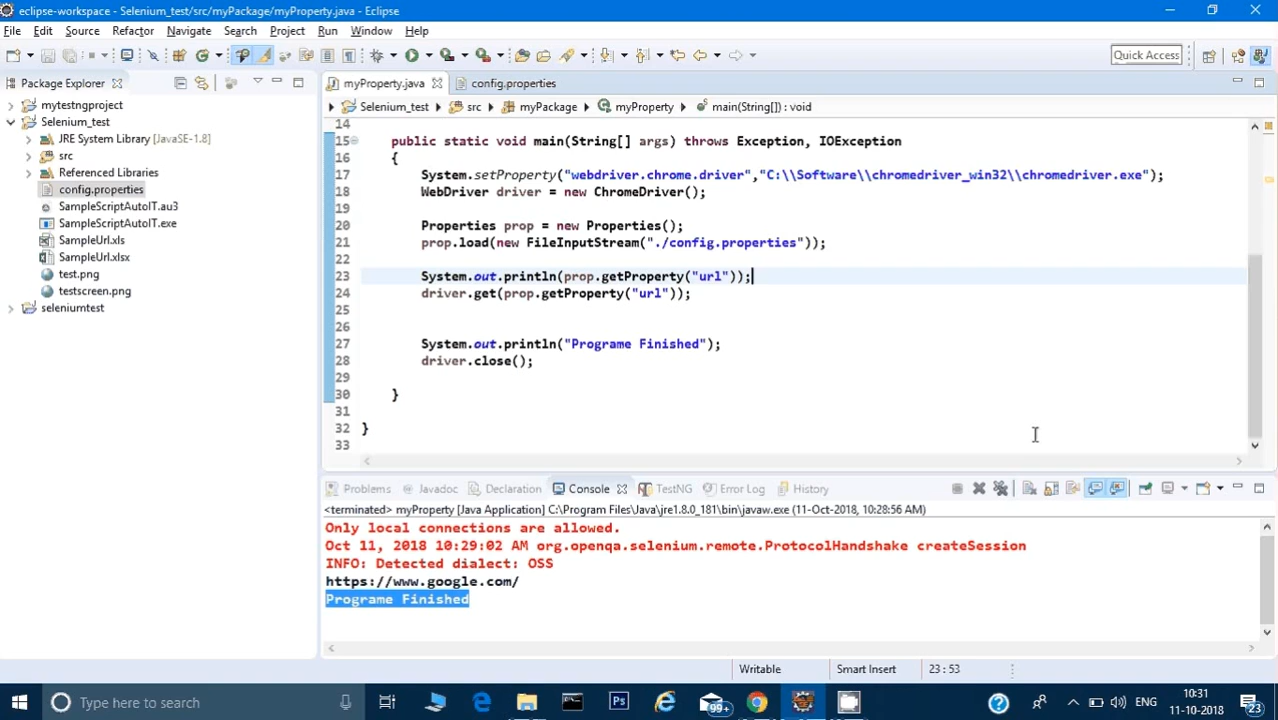 eclipse-workspace - Selenium_test/src/myPackage/myProperty.java - Eclipse
File Edit Source Refactor Navigate Search Project Run Window Help
Quick Access
Package Explorer
myProperty.java
config.properties
Selenium_test src myPackage myProperty main(String[]) : void
mytestngproject
Selenium_test
JRE System Library [JavaSE-1.8]
src
Referenced Libraries
config.properties
SampleScriptAutoIT.au3
SampleScriptAutoIT.exe
SampleUrl.xls
SampleUrl.xlsx
test.png
testscreen.png
seleniumtest
14
15 public static void main(String[] args) throws Exception, IOException
16 {
17 System.setProperty("webdriver.chrome.driver","C:\\Software\\chromedriver_win32\\chromedriver.exe");
18 WebDriver driver = new ChromeDriver();
19
20 Properties prop = new Properties();
21 prop.load(new FileInputStream("./config.properties"));
22
23 System.out.println(prop.getProperty("url"));
24 driver.get(prop.getProperty("url"));
25
26
27 System.out.println("Programe Finished");
28 driver.close();
29
30 }
31
32 }
33
Problems Javadoc Declaration Console TestNG Error Log History
<terminated> myProperty [Java Application] C:\Program Files\Java\jre1.8.0_181\bin\javaw.exe (11-Oct-2018, 10:28:56 AM)
Only local connections are allowed.
Oct 11, 2018 10:29:02 AM org.openqa.selenium.remote.ProtocolHandshake createSession
INFO: Detected dialect: OSS
https://www.google.com/
Programe Finished
Writable Smart Insert 23 : 53
Type here to search
99+
Ps
ENG
10:31
11-10-2018
23